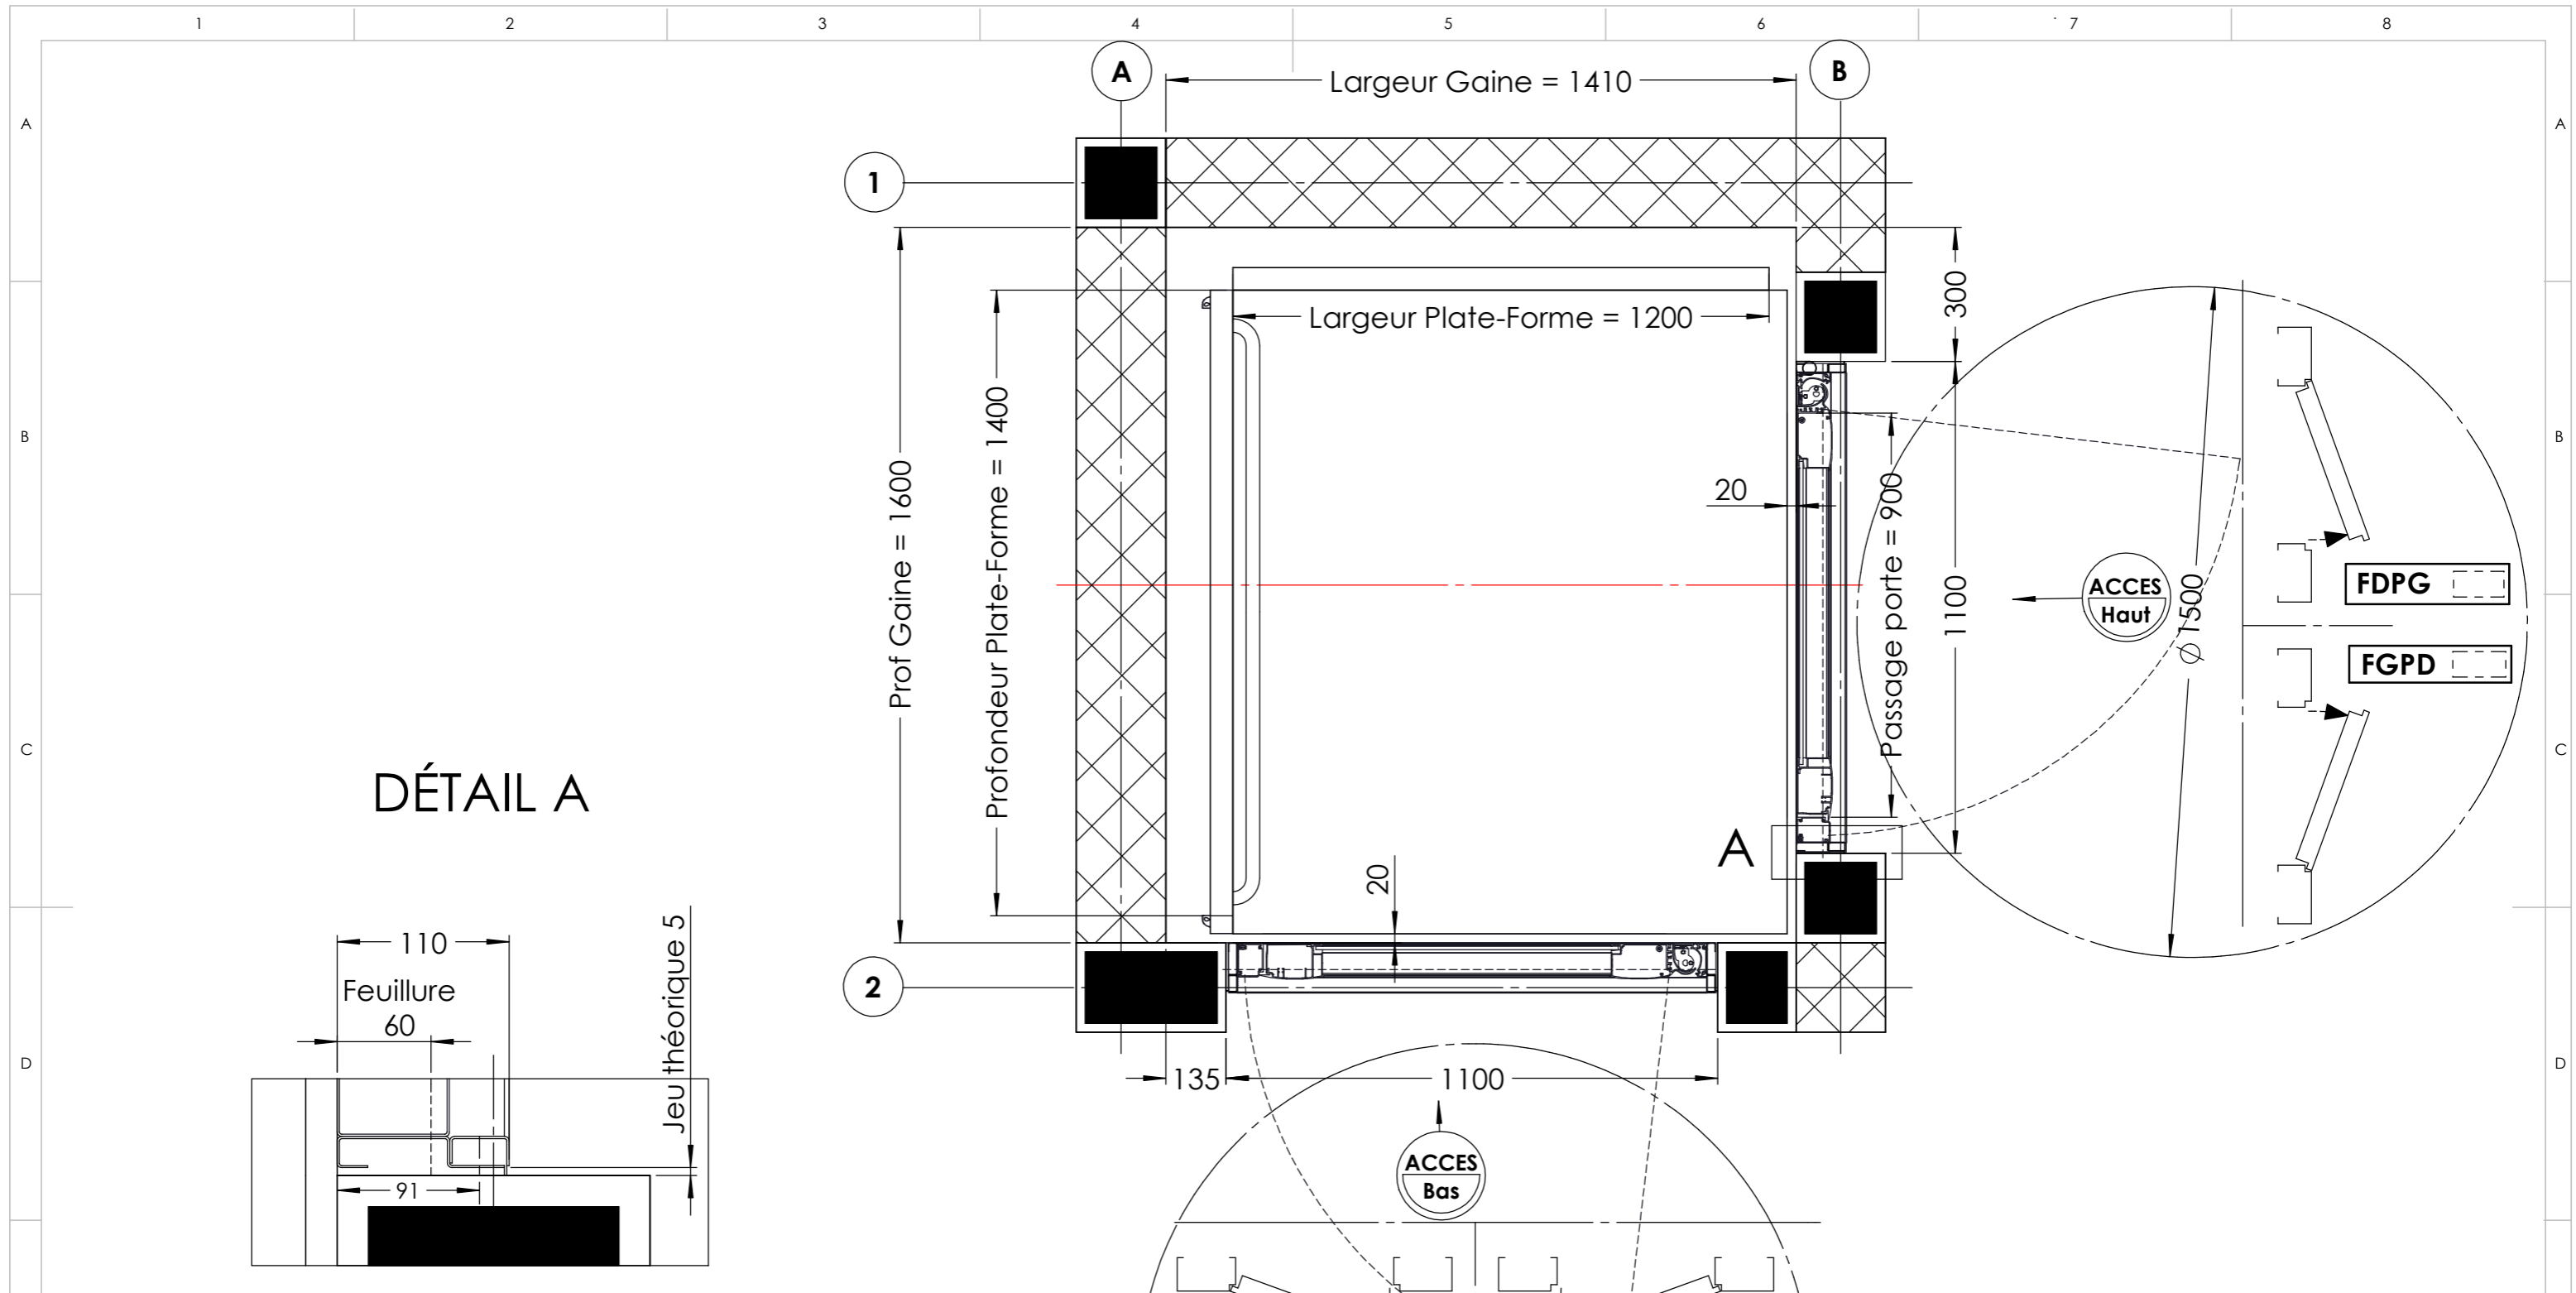 1 2 3 4 5 6 7 8
A B
Largeur Gaine = 1410
A A
1
Largeur Plate-Forme = 1200
300
B B
Prof Gaine = 1600
Profondeur Plate-Forme = 1400
20
Passage porte = 900
1100
ACCES
Haut
Ø 1500
FDPG
FGPD
C C
DÉTAIL A
A
20
110
Feuillure
60
Jeu théorique 5
91
2
D D
135 1100
ACCES
Bas